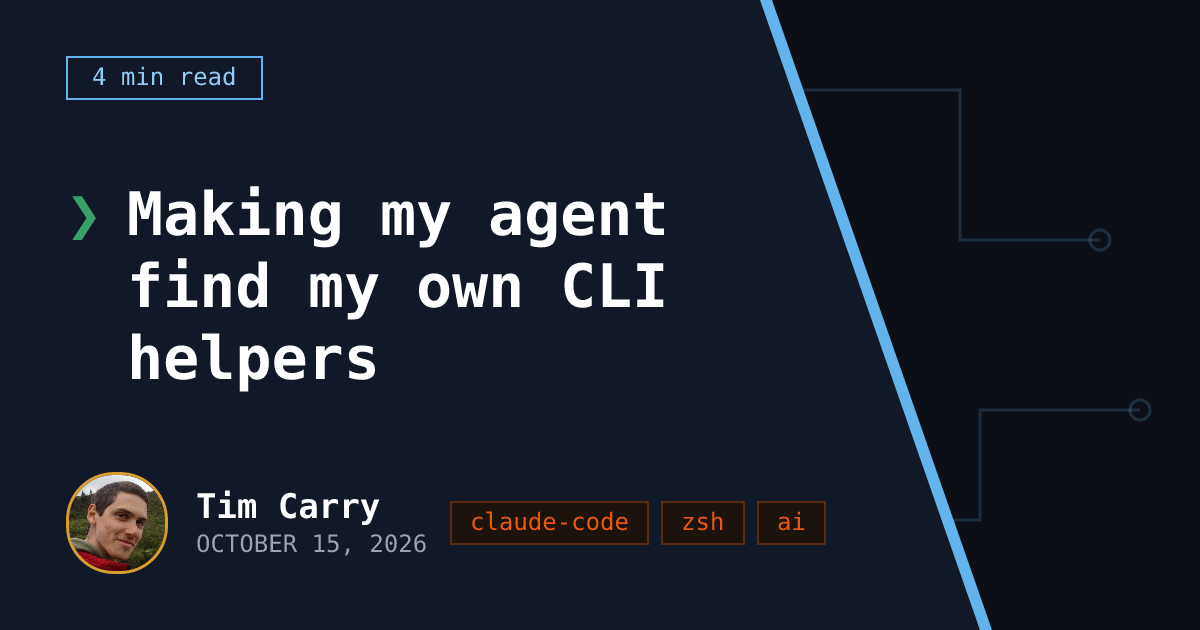 4 min read
❯ Making my agent
find my own CLI
helpers
Tim Carry
OCTOBER 15, 2026
claude-code
zsh
ai